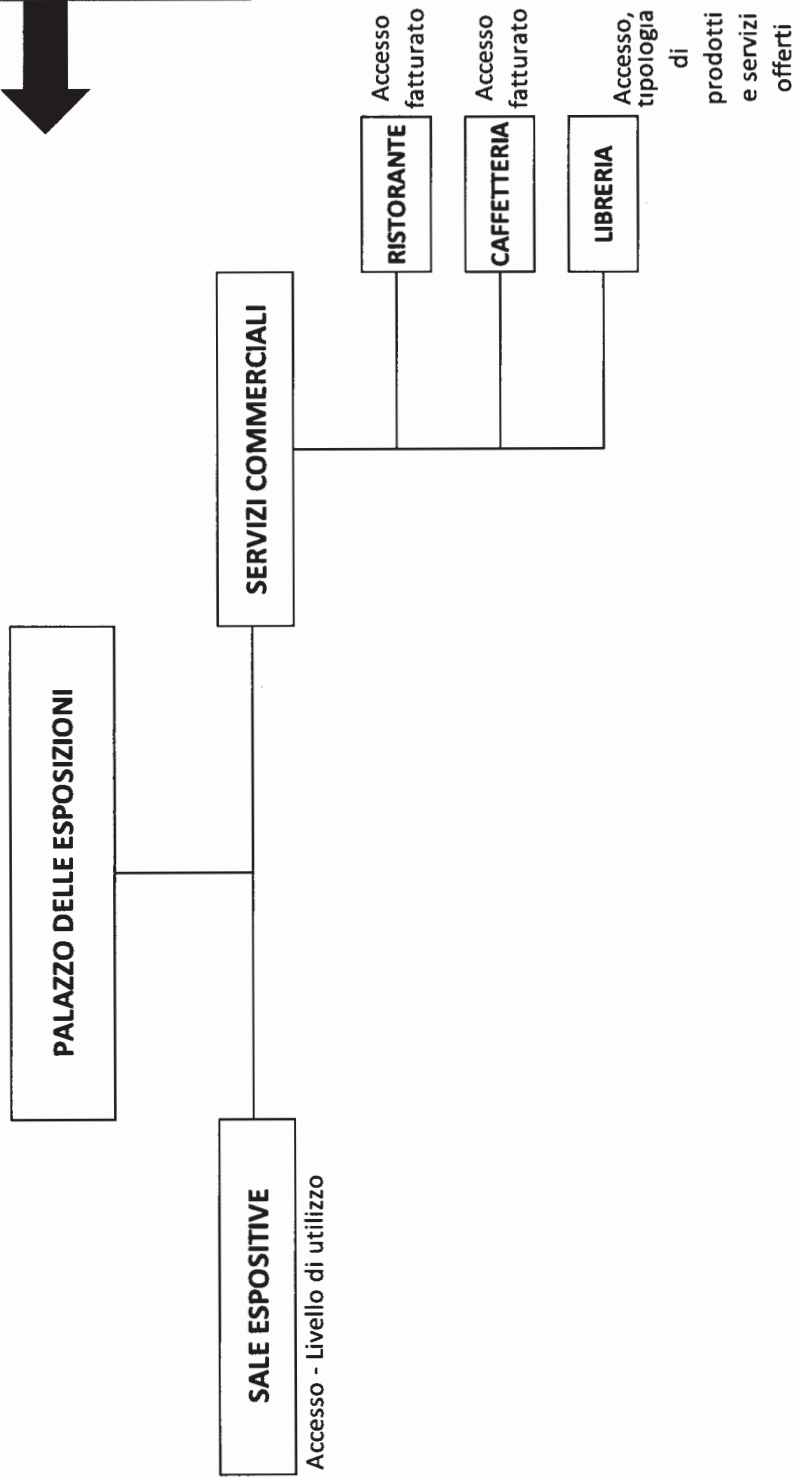 PALAZZO DELLE ESPOSIZIONI
SALE ESPOSITIVE
Accesso - Livello di utilizzo
SERVIZI COMMERCIALI
RISTORANTE
Accesso
fatturato
CAFFETTERIA
Accesso
fatturato
LIBRERIA
Accesso,
tipologia
di
prodotti
e servizi
offerti